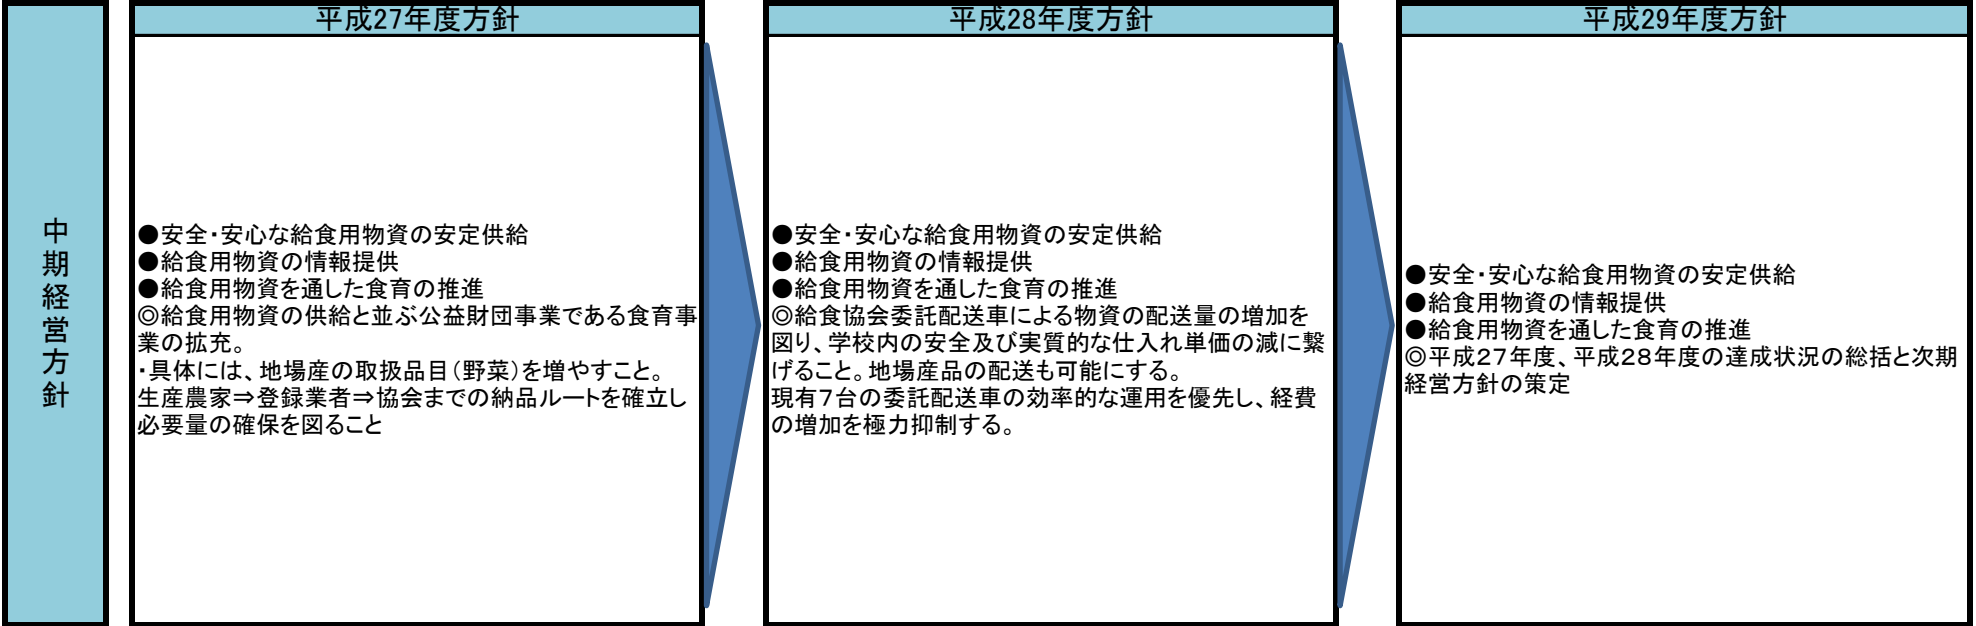 中期経営方針
平成27年度方針
●安全・安心な給食用物資の安定供給
●給食用物資の情報提供
●給食用物資を通した食育の推進
◎給食用物資の供給と並ぶ公益財団事業である食育事
業の拡充。
・具体には、地場産の取扱品目(野菜)を増やすこと。
生産農家⇒登録業者⇒協会までの納品ルートを確立し
必要量の確保を図ること
平成28年度方針
●安全・安心な給食用物資の安定供給
●給食用物資の情報提供
●給食用物資を通した食育の推進
◎給食協会委託配送車による物資の配送量の増加を
図り、学校内の安全及び実質的な仕入れ単価の減に繋
げること。地場産品の配送も可能にする。
現有7台の委託配送車の効率的な運用を優先し、経費
の増加を極力抑制する。
平成29年度方針
●安全・安心な給食用物資の安定供給
●給食用物資の情報提供
●給食用物資を通した食育の推進
◎平成27年度、平成28年度の達成状況の総括と次期
経営方針の策定